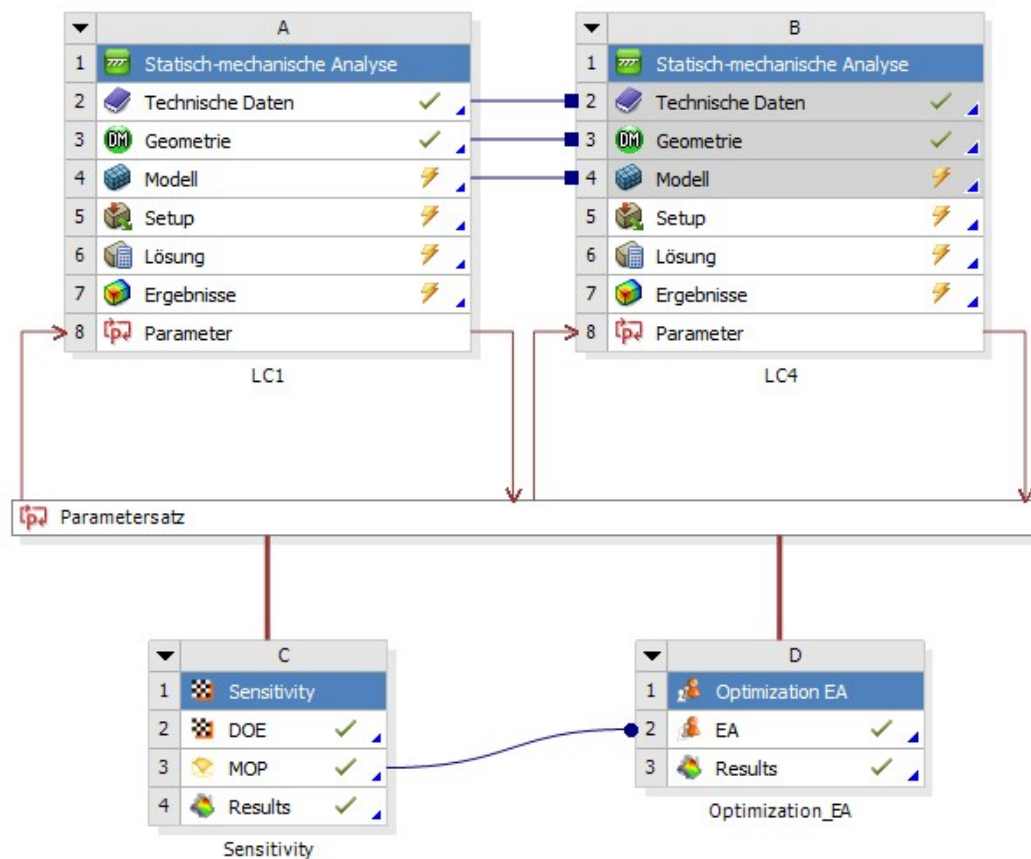 A
1 Statisch-mechanische Analyse
2 Technische Daten
3 DM Geometrie
4 Modell
5 Setup
6 Lösung
7 Ergebnisse
8 Parameter
LC1
B
1 Statisch-mechanische Analyse
2 Technische Daten
3 DM Geometrie
4 Modell
5 Setup
6 Lösung
7 Ergebnisse
8 Parameter
LC4
Parametersatz
C
1 Sensitivity
2 DOE
3 MOP
4 Results
Sensitivity
D
1 Optimization EA
2 EA
3 Results
Optimization_EA